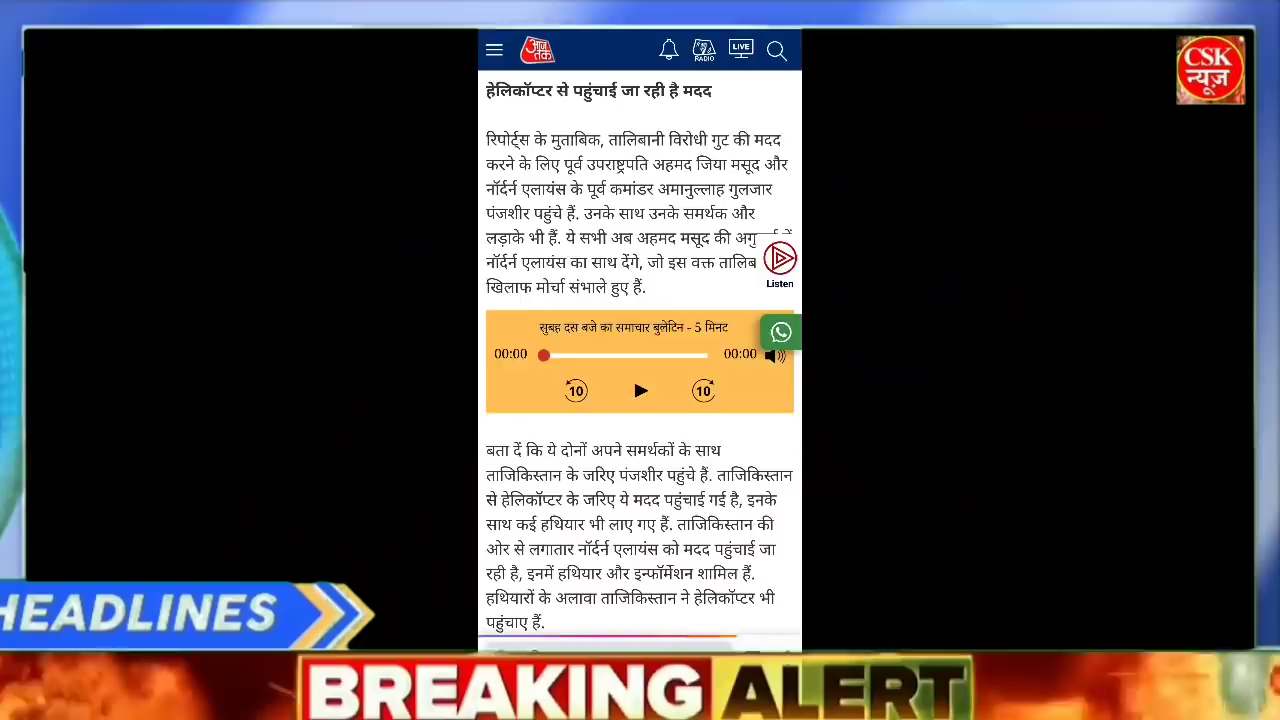 आज तक
RADIO
LIVE
CSK
न्यूज़
हेलिकॉप्टर से पहुंचाई जा रही है मदद
रिपोर्ट्स के मुताबिक, तालिबानी विरोधी गुट की मदद
करने के लिए पूर्व उपराष्ट्रपति अहमद जिया मसूद और
नॉर्दर्न एलायंस के पूर्व कमांडर अमानुल्लाह गुलजार
पंजशीर पहुंचे हैं. उनके साथ उनके समर्थक और
लड़ाके भी हैं. ये सभी अब अहमद मसूद की
नॉर्दर्न एलायंस का साथ देंगे, जो इस वक्त
खिलाफ मोर्चा संभाले हुए हैं.
Listen
सुबह दस बजे का समाचार बुलेटिन - 5 मिनट
00:00 00:00
10 10
बता दें कि ये दोनों अपने समर्थकों के साथ
ताजिकिस्तान के जरिए पंजशीर पहुंचे हैं. ताजिकिस्तान
से हेलिकॉप्टर के जरिए ये मदद पहुंचाई गई है, इनके
साथ कई हथियार भी लाए गए हैं. ताजिकिस्तान की
ओर से लगातार नॉर्दर्न एलायंस को मदद पहुंचाई जा
रही है, इनमें हथियार और इन्फॉर्मेशन शामिल हैं.
हथियारों के अलावा ताजिकिस्तान ने हेलिकॉप्टर भी
पहुंचाए हैं.
HEADLINES
BREAKING ALERT